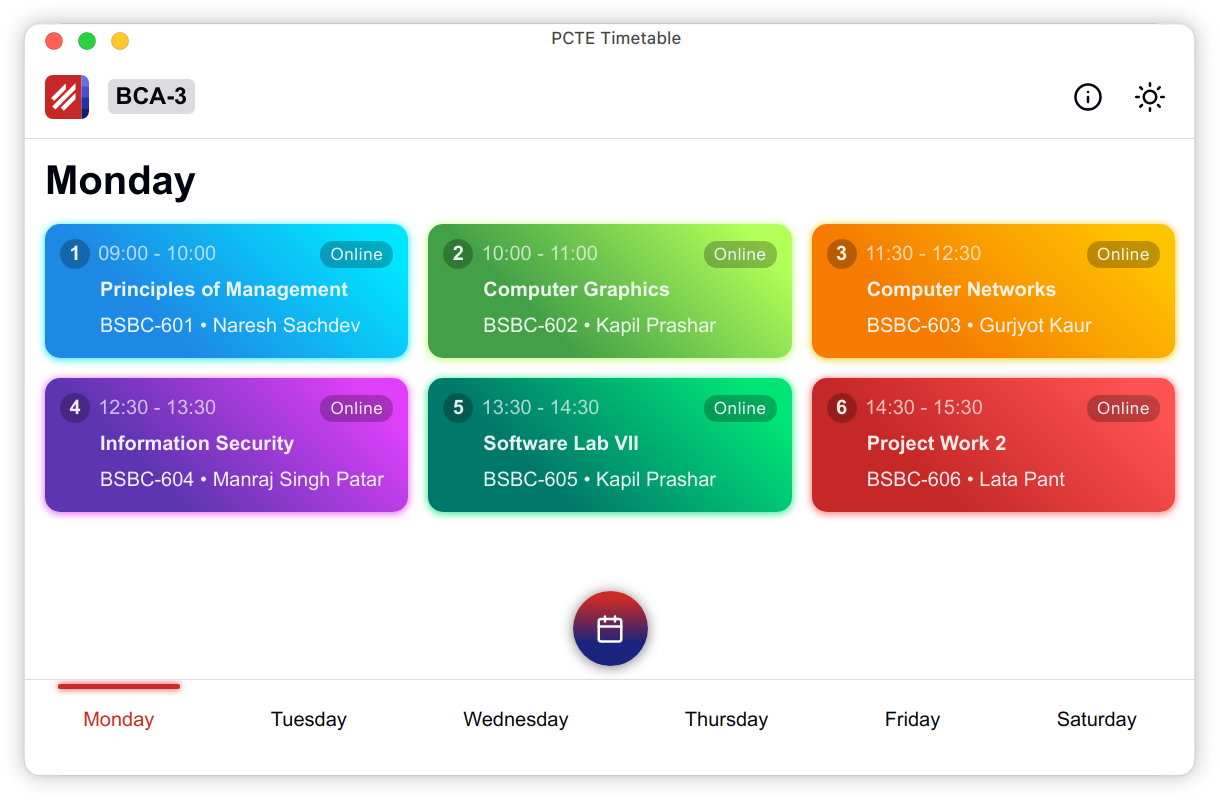 PCTE Timetable
BCA-3
Monday
1 09:00 - 10:00 Online
Principles of Management
BSBC-601 • Naresh Sachdev
2 10:00 - 11:00 Online
Computer Graphics
BSBC-602 • Kapil Prashar
3 11:30 - 12:30 Online
Computer Networks
BSBC-603 • Gurjyot Kaur
4 12:30 - 13:30 Online
Information Security
BSBC-604 • Manraj Singh Patar
5 13:30 - 14:30 Online
Software Lab VII
BSBC-605 • Kapil Prashar
6 14:30 - 15:30 Online
Project Work 2
BSBC-606 • Lata Pant
Monday Tuesday Wednesday Thursday Friday Saturday